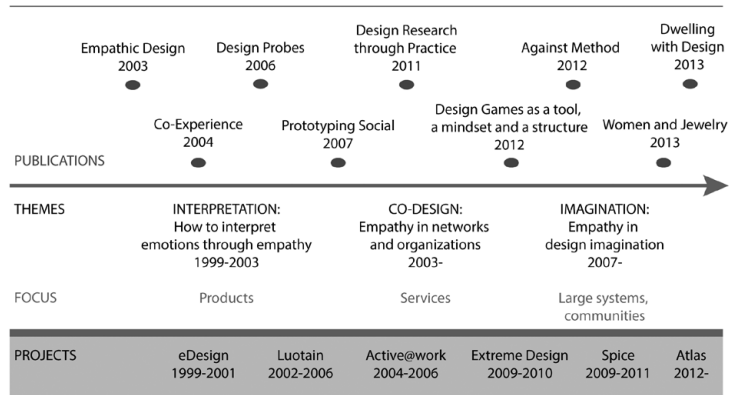 Empathic Design
2003
Design Probes
2006
Design Research
through Practice
2011
Against Method
2012
Dwelling
with Design
2013
Co-Experience
2004
Prototyping Social
2007
Design Games as a tool,
a mindset and a structure
2012
Women and Jewelry
2013
PUBLICATIONS
THEMES
INTERPRETATION:
How to interpret
emotions through empathy
1999-2003
CO-DESIGN:
Empathy in networks
and organizations
2003-
IMAGINATION:
Empathy in
design imagination
2007-
FOCUS
Products
Services
Large systems,
communities
PROJECTS
eDesign
1999-2001
Luotain
2002-2006
Active@work
2004-2006
Extreme Design
2009-2010
Spice
2009-2011
Atlas
2012-